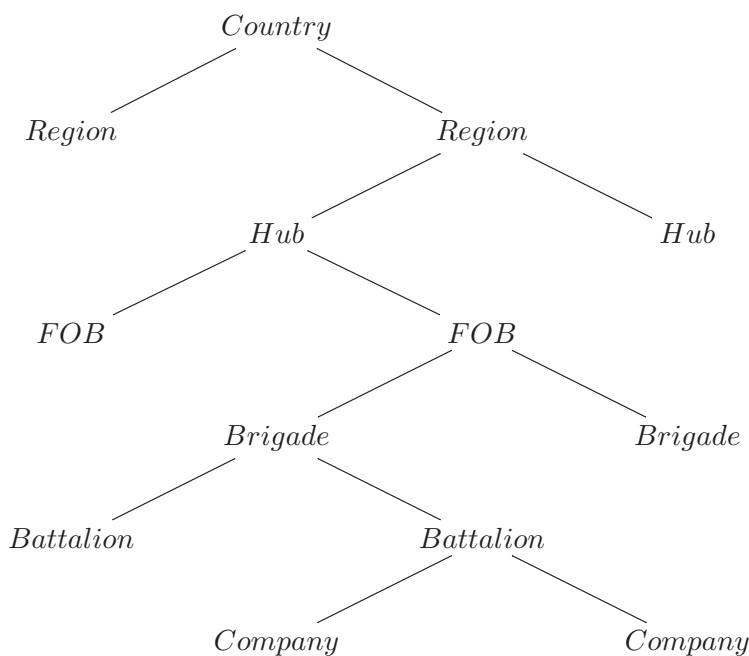 Country
Region Region
Hub Hub
FOB FOB
Brigade Brigade
Battalion Battalion
Company Company